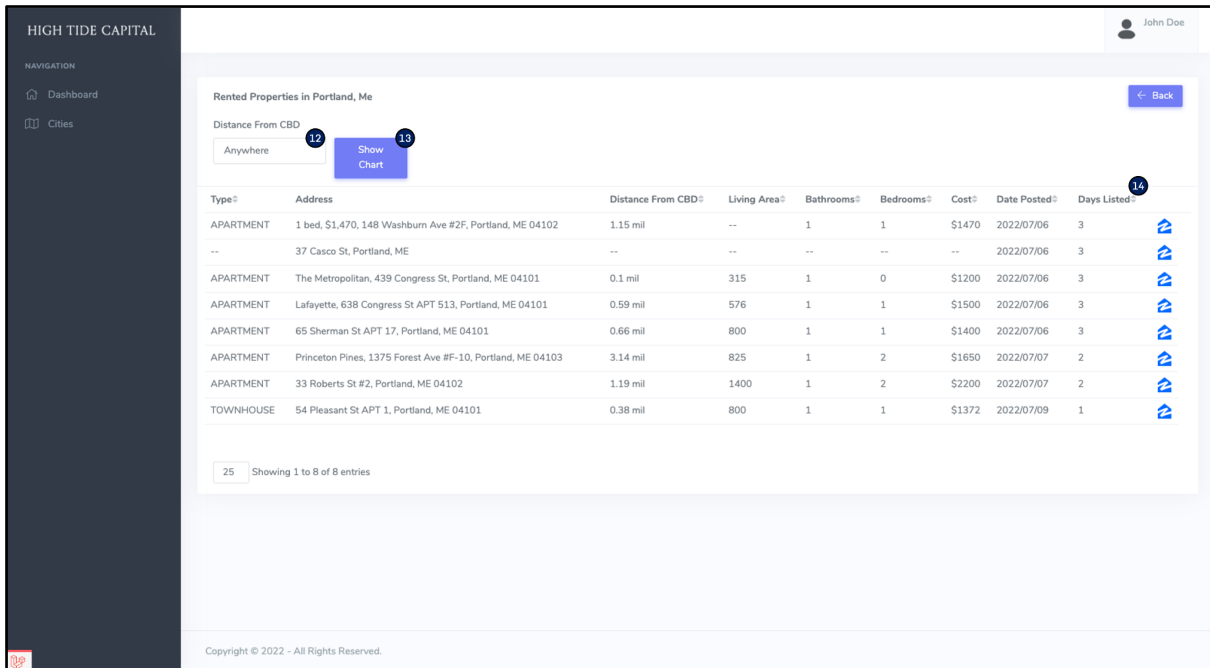 HIGH TIDE CAPITAL
John Doe
NAVIGATION
Dashboard
Cities
Rented Properties in Portland, Me
← Back
Distance From CBD
12
13
Anywhere
Show
Chart
14
Type Address Distance From CBD Living Area Bathrooms Bedrooms Cost Date Posted Days Listed
APARTMENT 1 bed, $1,470, 148 Washburn Ave #2F, Portland, ME 04102 1.15 mil -- 1 1 $1470 2022/07/06 3
-- 37 Casco St, Portland, ME -- -- -- -- -- 2022/07/06 3
APARTMENT The Metropolitan, 439 Congress St, Portland, ME 04101 0.1 mil 315 1 0 $1200 2022/07/06 3
APARTMENT Lafayette, 638 Congress St APT 513, Portland, ME 04101 0.59 mil 576 1 1 $1500 2022/07/06 3
APARTMENT 65 Sherman St APT 17, Portland, ME 04101 0.66 mil 800 1 1 $1400 2022/07/06 3
APARTMENT Princeton Pines, 1375 Forest Ave #F-10, Portland, ME 04103 3.14 mil 825 1 2 $1650 2022/07/07 2
APARTMENT 33 Roberts St #2, Portland, ME 04102 1.19 mil 1400 1 2 $2200 2022/07/07 2
TOWNHOUSE 54 Pleasant St APT 1, Portland, ME 04101 0.38 mil 800 1 1 $1372 2022/07/09 1
25 Showing 1 to 8 of 8 entries
Copyright © 2022 - All Rights Reserved.